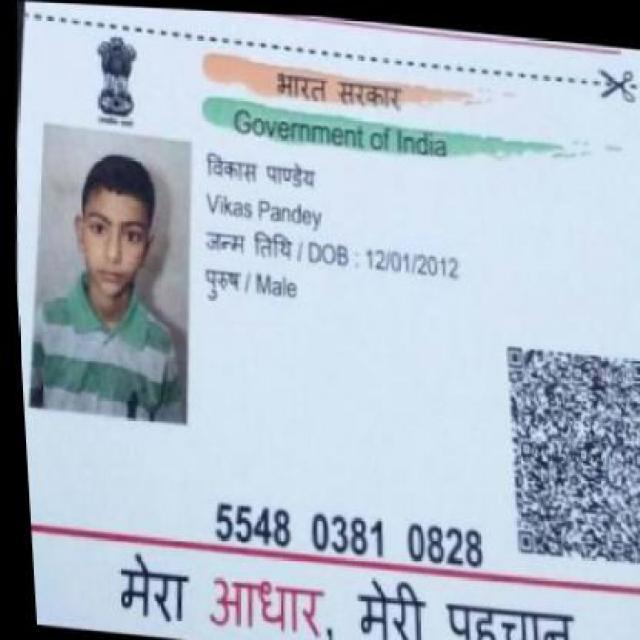 भारत सरकार
Government of India
विकास पाण्डेय
Vikas Pandey
जन्म तिथि / DOB : 12/01/2012
पुरुष / Male
5548 0381 0828
मेरा आधार, मेरी पहचान